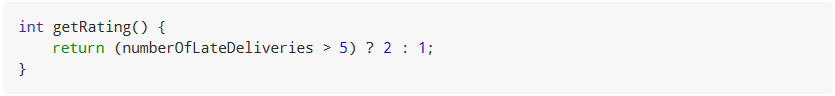 int getRating() {
    return (numberOfLateDeliveries > 5) ? 2 : 1;
}